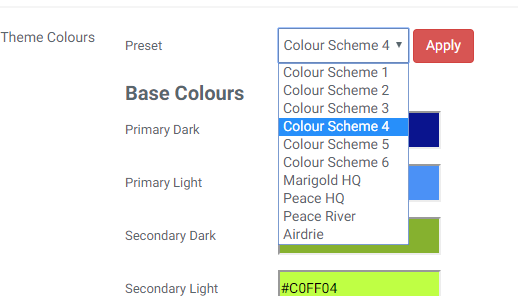 Theme Colours
Preset
Colour Scheme 4
Apply
Colour Scheme 1
Colour Scheme 2
Colour Scheme 3
Colour Scheme 4
Colour Scheme 5
Colour Scheme 6
Marigold HQ
Peace HQ
Peace River
Airdrie
Base Colours
Primary Dark
Primary Light
Secondary Dark
Secondary Light
#C0FF04